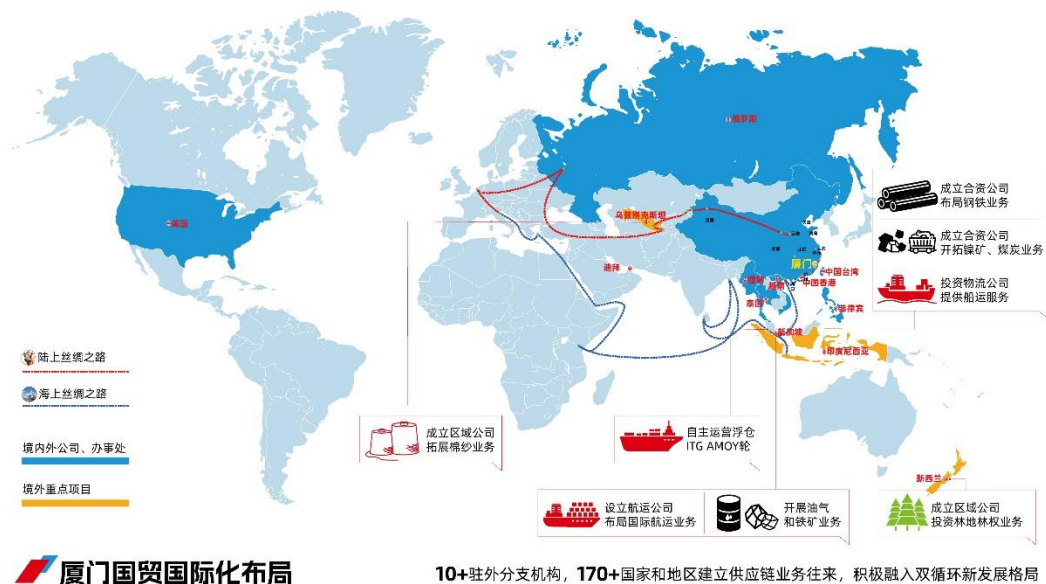 俄罗斯
美国
乌兹别克斯坦
迪拜
厦门
中国台湾
中国香港
缅甸
越南
泰国
菲律宾
新加坡
印度尼西亚
新西兰
成立合资公司
布局钢铁业务
成立合资公司
开拓镍矿、煤炭业务
投资物流公司
提供船运服务
陆上丝绸之路
海上丝绸之路
境内外公司、办事处
境外重点项目
成立区域公司
拓展棉纱业务
自主运营浮仓
ITG AMOY轮
设立航运公司
布局国际航运业务
开展油气
和铁矿业务
成立区域公司
投资林地林权业务
厦门国贸国际化布局
10+驻外分支机构，170+国家和地区建立供应链业务往来，积极融入双循环新发展格局